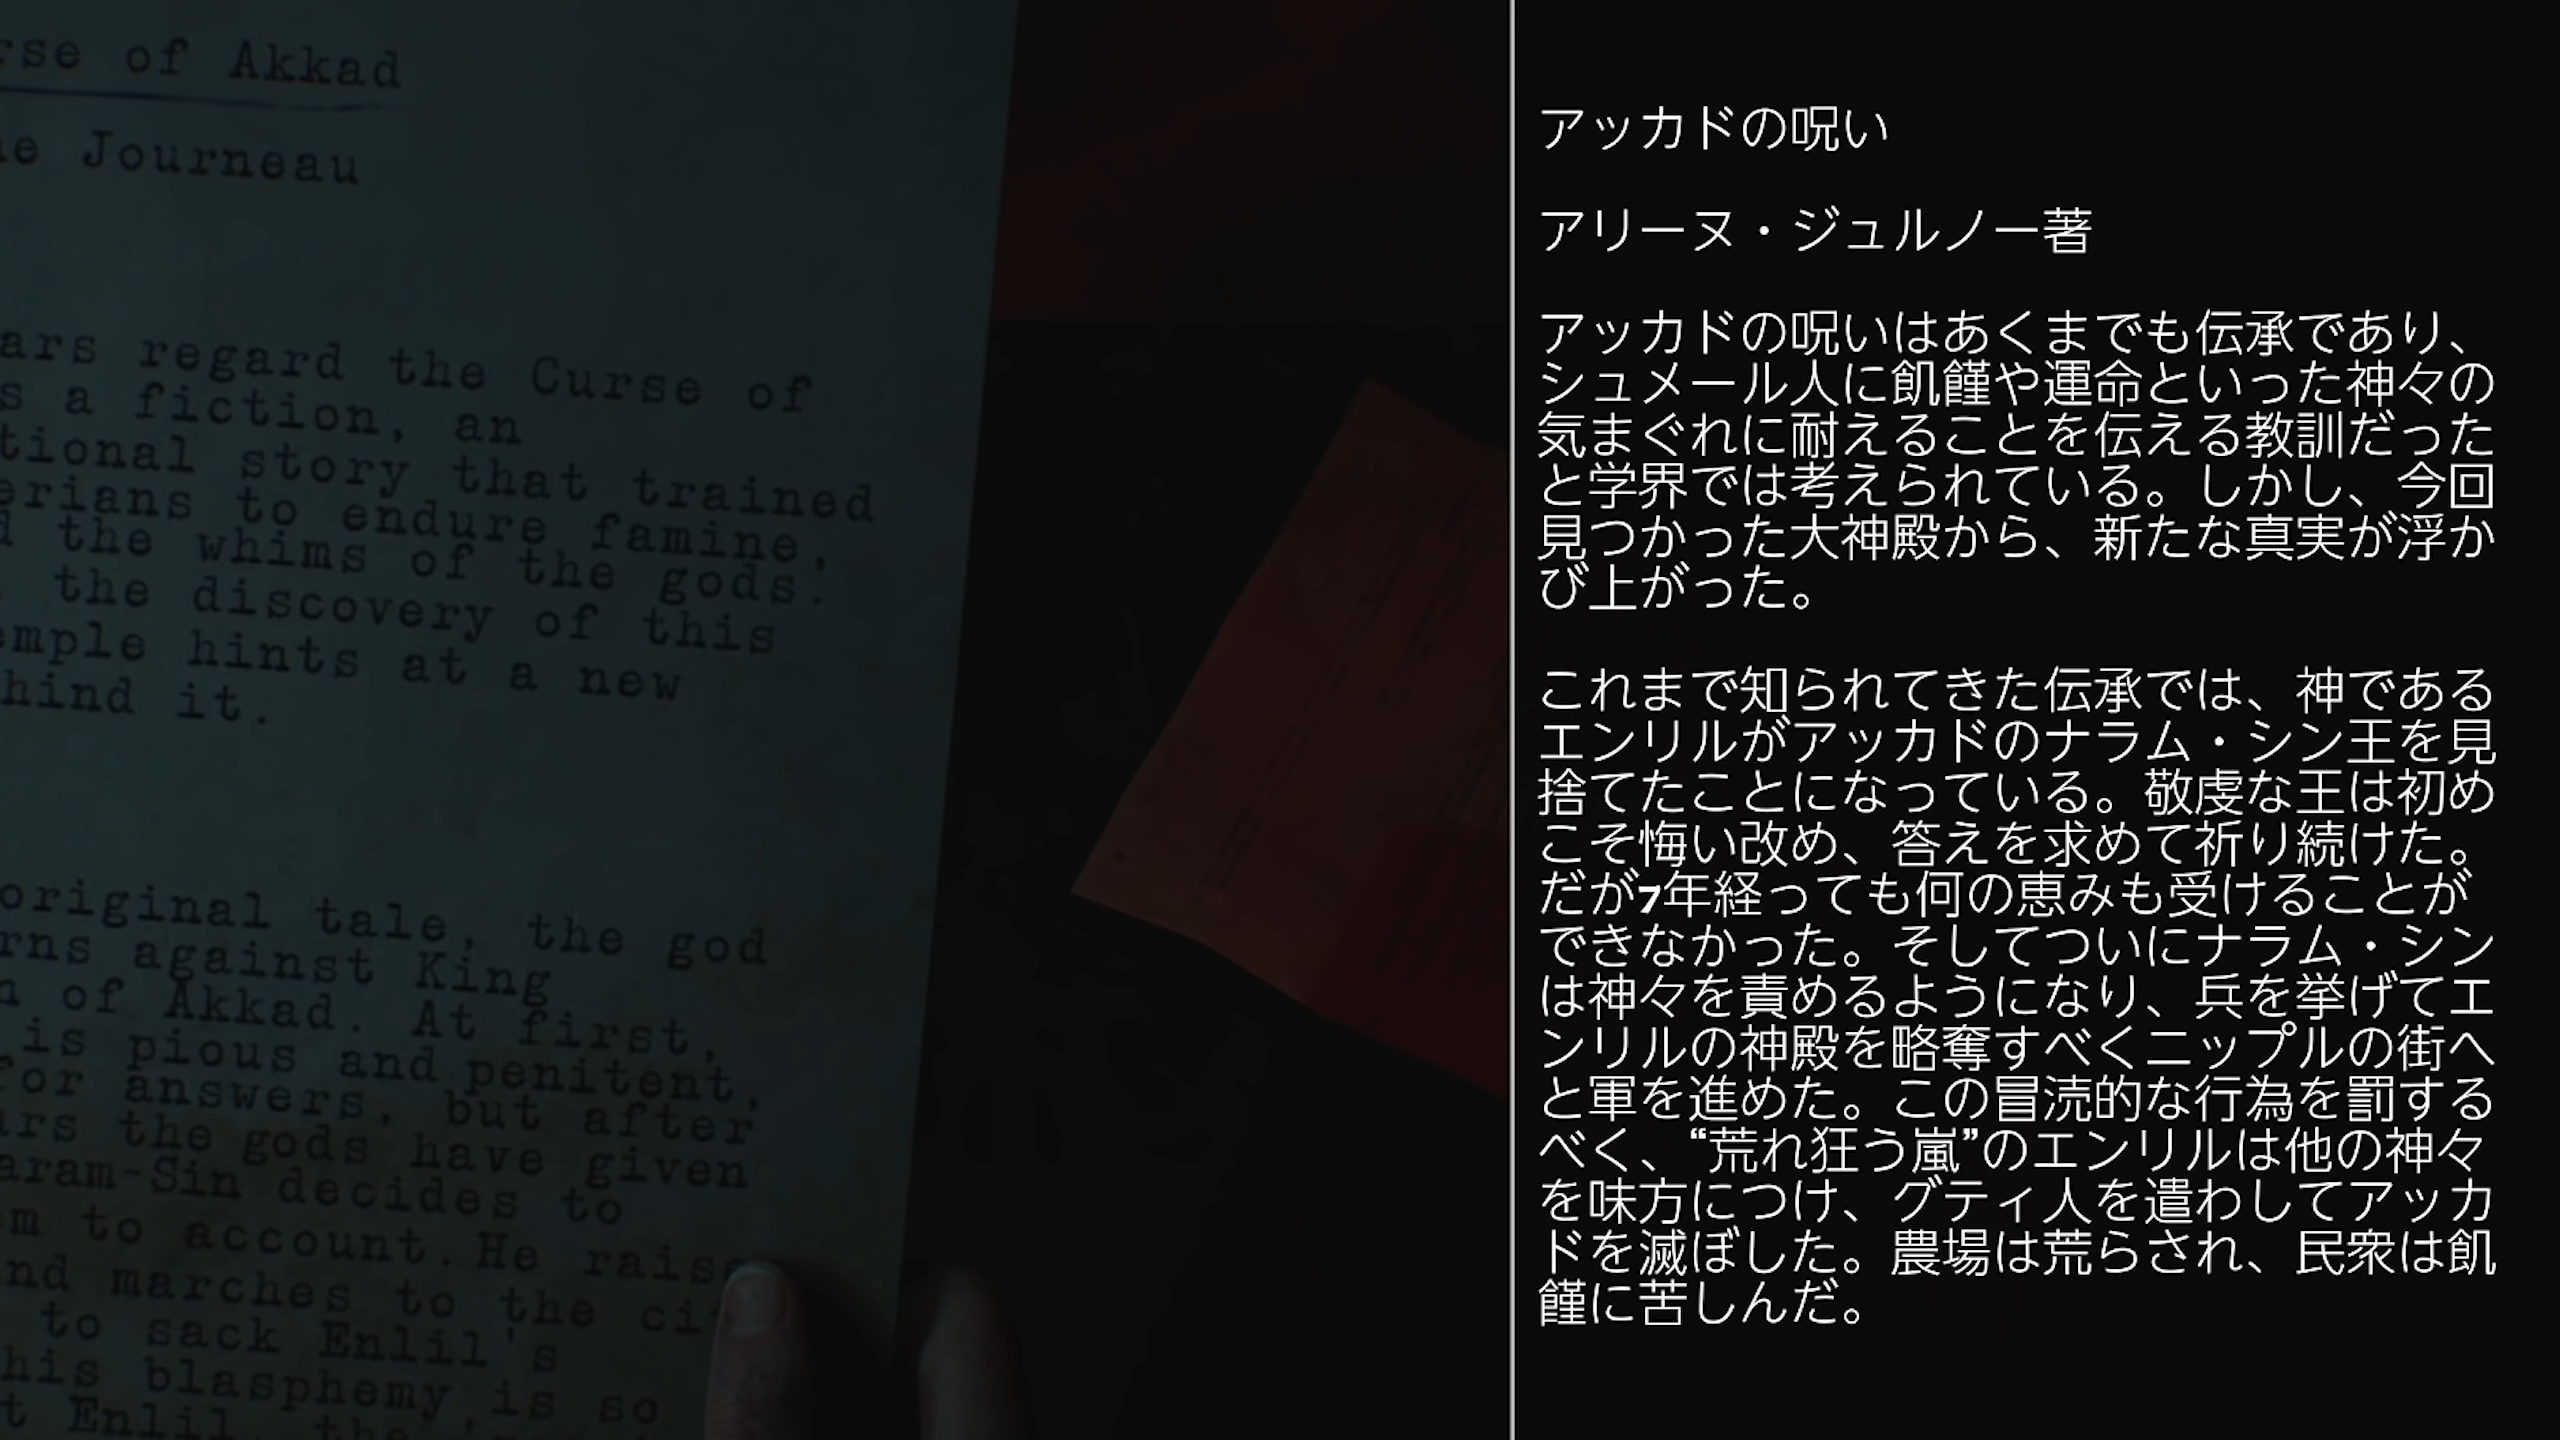 rse of Akkad
ne Journeau
ars regard the Curse of
s a fiction, an
tional story that trained
erians to endure famine,
d the whims of the gods.
, the discovery of this
emple hints at a new
hind it.
original tale, the god
rns against King
n of Akkad. At first,
is pious and penitent,
for answers, but after
ars the gods have given
aram-Sin decides to
m to account. He raises
nd marches to the ci
to sack Enlil's
his blasphemy is so
t Enlil, the
アッカドの呪い
アリーヌ・ジュルノー著
アッカドの呪いはあくまでも伝承であり、
シュメール人に飢饉や運命といった神々の
気まぐれに耐えることを伝える教訓だった
と学界では考えられている。しかし、今回
見つかった大神殿から、新たな真実が浮か
び上がった。
これまで知られてきた伝承では、神である
エンリルがアッカドのナラム・シン王を見
捨てたことになっている。敬虔な王は初め
こそ悔い改め、答えを求めて祈り続けた。
だが7年経っても何の恵みも受けることが
できなかった。そしてついにナラム・シン
は神々を責めるようになり、兵を挙げてエ
ンリルの神殿を略奪すべくニップルの街へ
と軍を進めた。この冒涜的な行為を罰する
べく、“荒れ狂う嵐”のエンリルは他の神々
を味方につけ、グティ人を遣わしてアッカ
ドを滅ぼした。農場は荒らされ、民衆は飢
饉に苦しんだ。